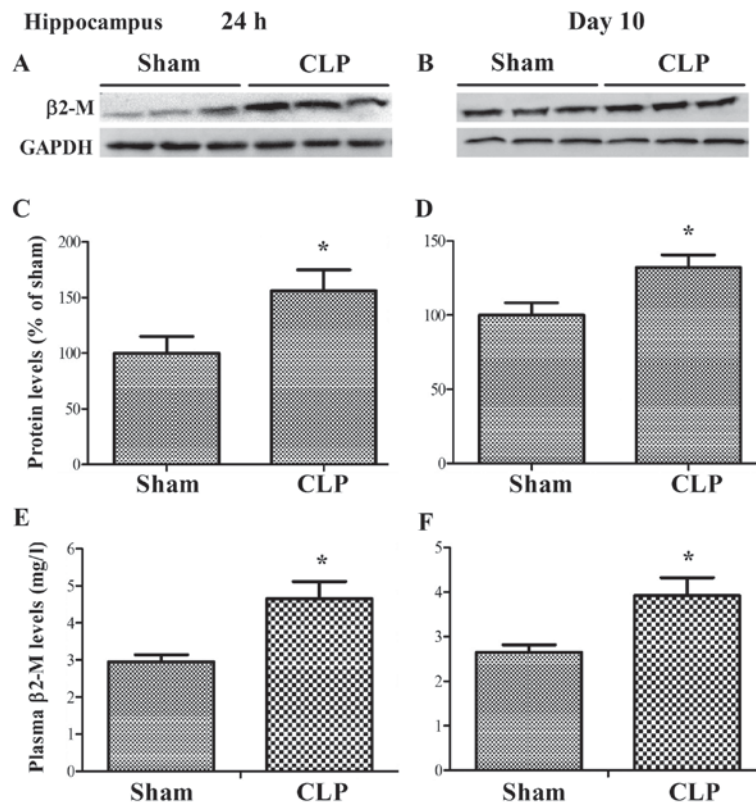 Hippocampus 24 h Day 10
A Sham CLP B Sham CLP
β2-M
GAPDH
C D
Protein levels (% of sham)
200
150
100
50
0
*
Sham CLP
150
100
50
0
*
Sham CLP
E F
Plasma β2-M levels (mg/l)
6
5
4
3
2
1
0
*
Sham CLP
5
4
3
2
1
0
*
Sham CLP